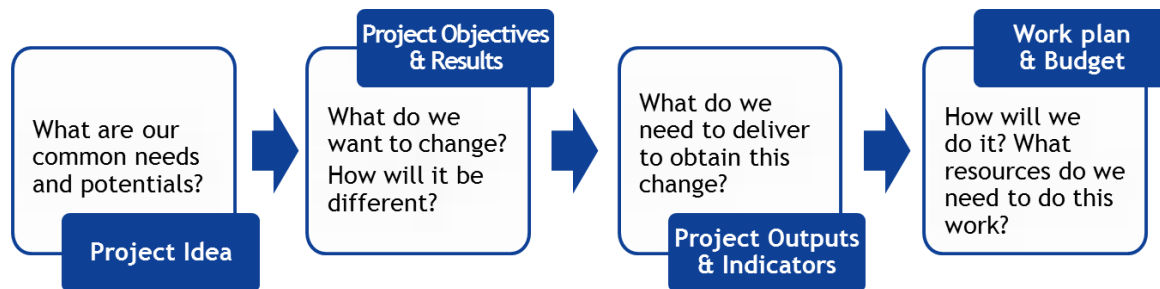 What are our
common needs
and potentials?
Project Idea
Project Objectives
& Results
What do we
want to change?
How will it be
different?
What do we
need to deliver
to obtain this
change?
Project Outputs
& Indicators
Work plan
& Budget
How will we
do it? What
resources do we
need to do this
work?